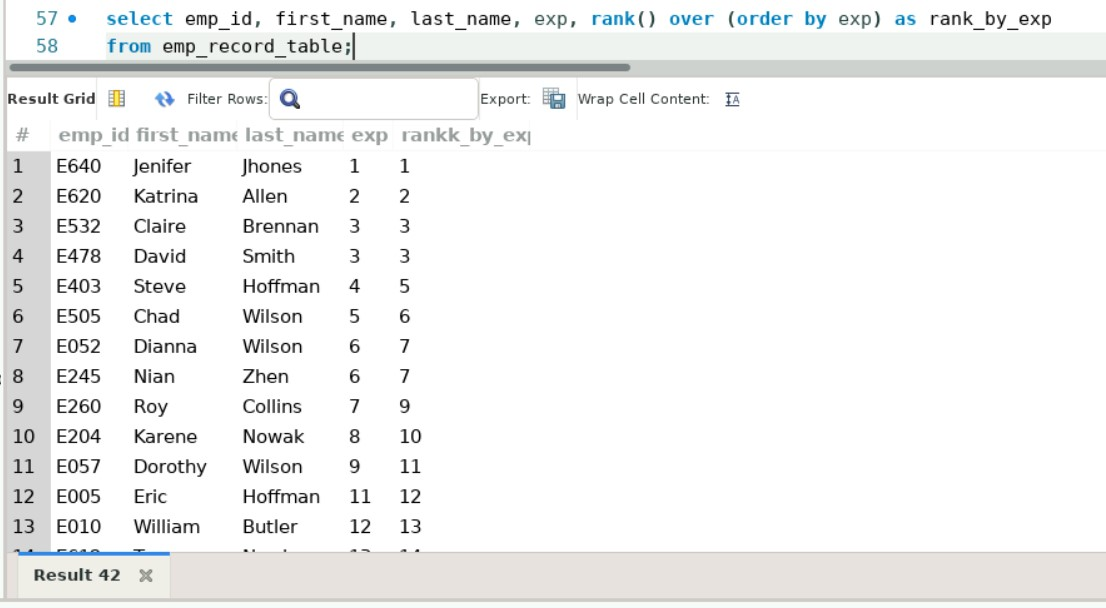 57 select emp_id, first_name, last_name, exp, rank() over (order by exp) as rank_by_exp
58 from emp_record_table;
Result Grid Filter Rows: Export: Wrap Cell Content:
# emp_id first_name last_name exp rankk_by_exp
1 E640 Jenifer Jhones 1 1
2 E620 Katrina Allen 2 2
3 E532 Claire Brennan 3 3
4 E478 David Smith 3 3
5 E403 Steve Hoffman 4 5
6 E505 Chad Wilson 5 6
7 E052 Dianna Wilson 6 7
8 E245 Nian Zhen 6 7
9 E260 Roy Collins 7 9
10 E204 Karene Nowak 8 10
11 E057 Dorothy Wilson 9 11
12 E005 Eric Hoffman 11 12
13 E010 William Butler 12 13
Result 42